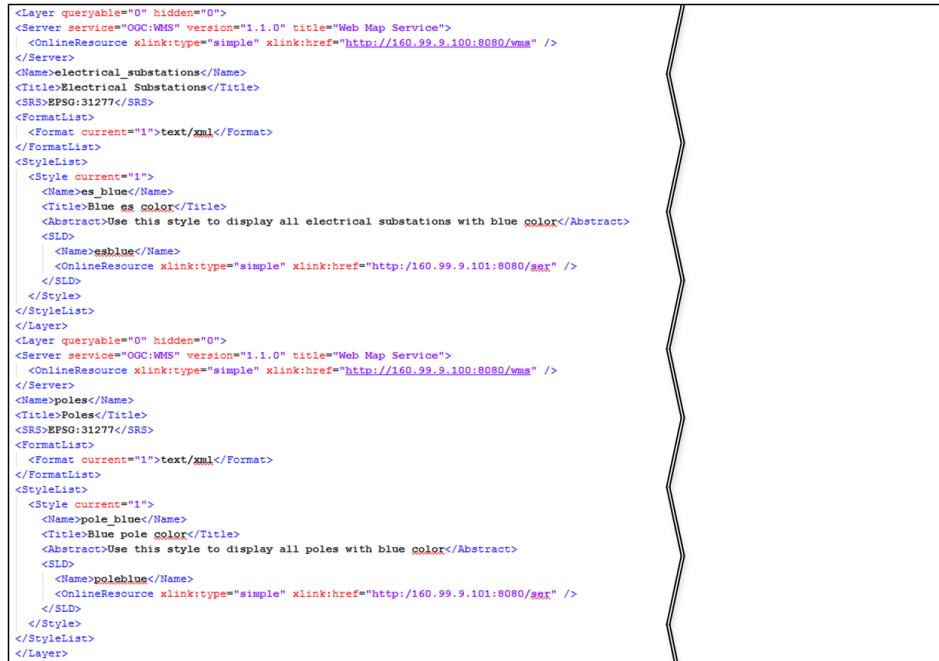 <Layer queryable="0" hidden="0">
<Server service="OGC:WMS" version="1.1.0" title="Web Map Service">
<OnlineResource xlink:type="simple" xlink:href="http://160.99.9.100:8080/wms" />
</Server>
<Name>electrical_substations</Name>
<Title>Electrical Substations</Title>
<SRS>EPSG:31277</SRS>
<FormatList>
<Format current="1">text/xml</Format>
</FormatList>
<StyleList>
<Style current="1">
<Name>es_blue</Name>
<Title>Blue es color</Title>
<Abstract>Use this style to display all electrical substations with blue color</Abstract>
<SLD>
<Name>esblue</Name>
<OnlineResource xlink:type="simple" xlink:href="http:/160.99.9.101:8080/ser" />
</SLD>
</Style>
</StyleList>
</Layer>
<Layer queryable="0" hidden="0">
<Server service="OGC:WMS" version="1.1.0" title="Web Map Service">
<OnlineResource xlink:type="simple" xlink:href="http://160.99.9.100:8080/wms" />
</Server>
<Name>poles</Name>
<Title>Poles</Title>
<SRS>EPSG:31277</SRS>
<FormatList>
<Format current="1">text/xml</Format>
</FormatList>
<StyleList>
<Style current="1">
<Name>pole_blue</Name>
<Title>Blue pole color</Title>
<Abstract>Use this style to display all poles with blue color</Abstract>
<SLD>
<Name>poleblue</Name>
<OnlineResource xlink:type="simple" xlink:href="http:/160.99.9.101:8080/ser" />
</SLD>
</Style>
</StyleList>
</Layer>